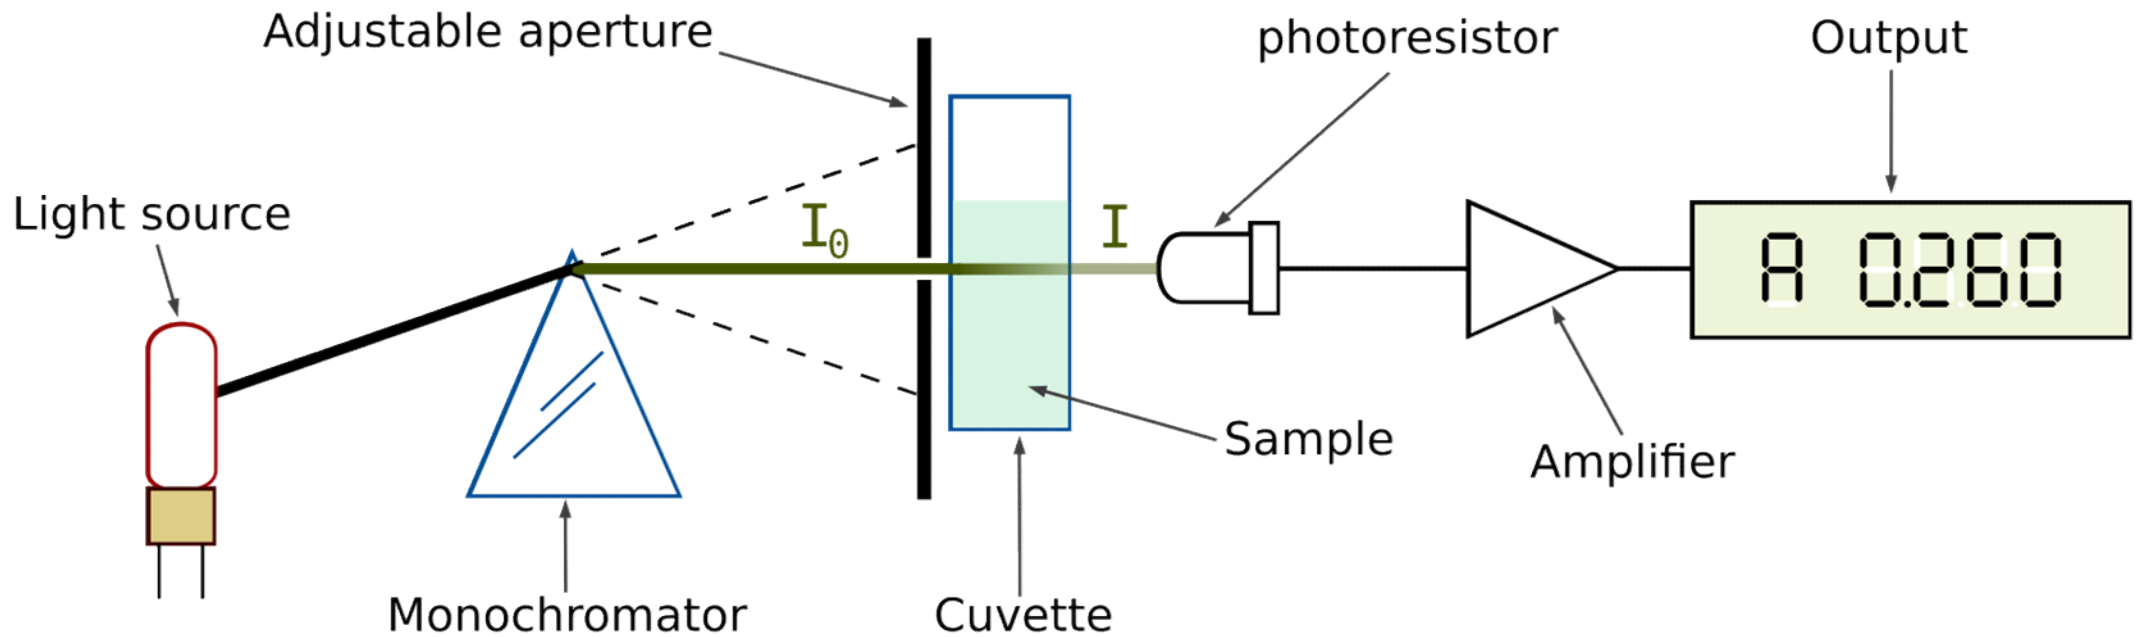 Adjustable aperture
photoresistor
Output
Light source
I₀
I
A 0.260
Sample
Amplifier
Monochromator
Cuvette